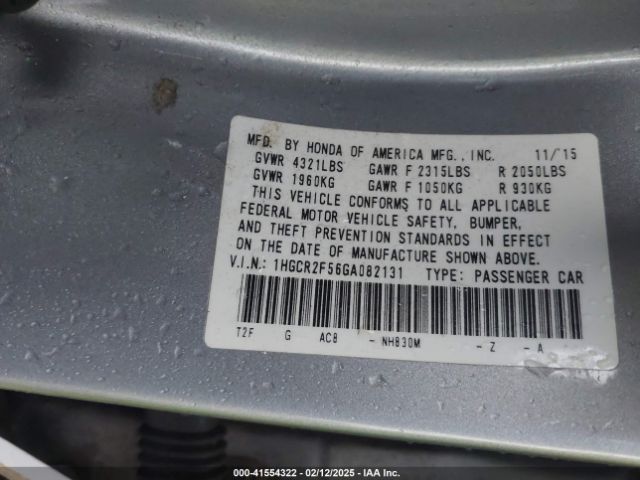 MFD. BY HONDA OF AMERICA MFG.,INC. 11/15
GVWR 4321LBS GAWR F 2315LBS R 2050LBS
GVWR 1960KG GAWR F 1050KG R 930KG
THIS VEHICLE CONFORMS TO ALL APPLICABLE
FEDERAL MOTOR VEHICLE SAFETY, BUMPER,
AND THEFT PREVENTION STANDARDS IN EFFECT
ON THE DATE OF MANUFACTURE SHOWN ABOVE.
V.I.N.: 1HGCR2F56GA082131 TYPE: PASSENGER CAR
T2F G AC8 - NH830M - Z - A
000-41554322 - 02/12/2025 - IAA Inc.